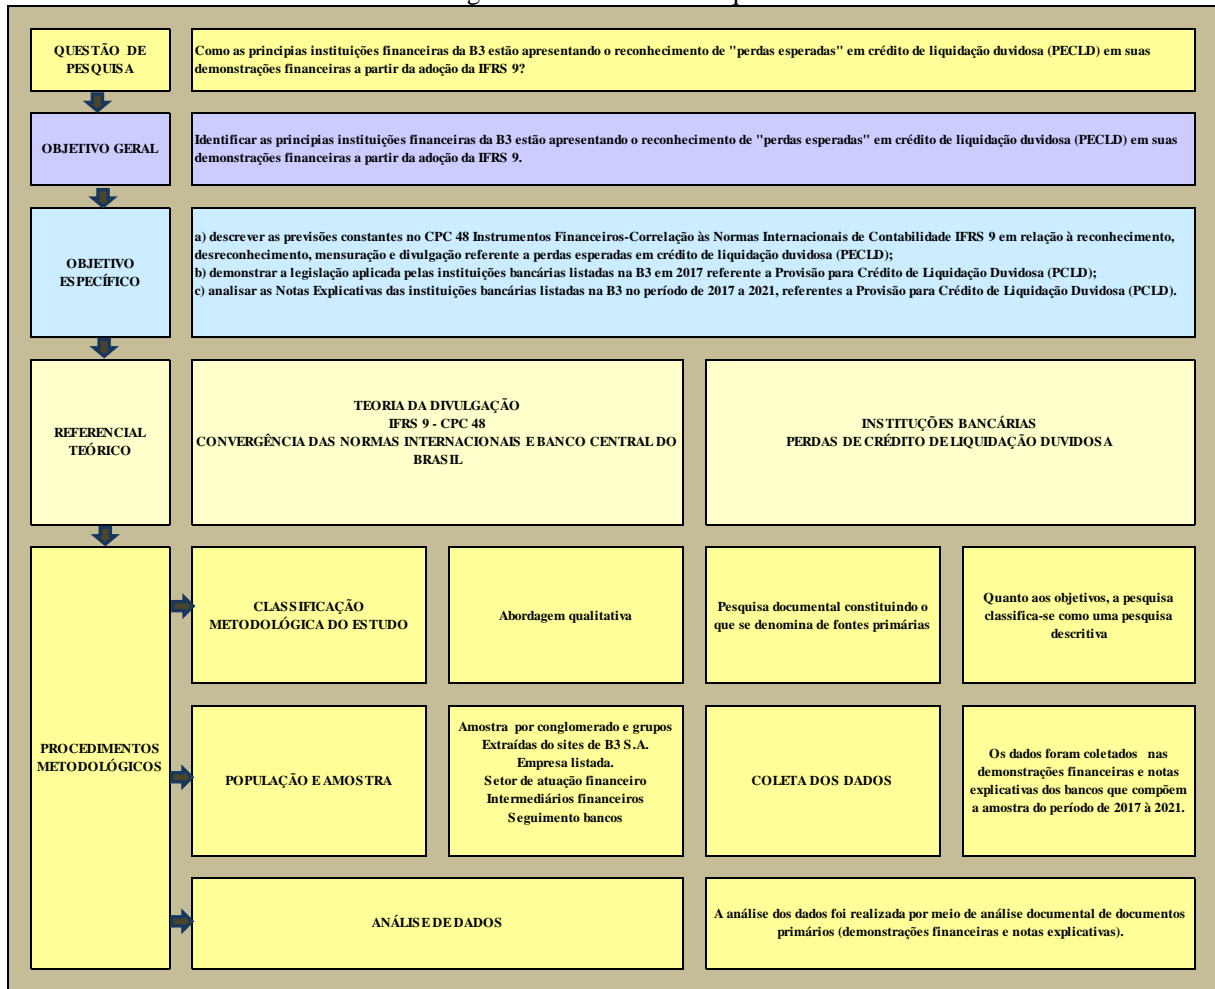 QUESTÃO DE
PESQUISA
Como as principias instituições financeiras da B3 estão apresentando o reconhecimento de "perdas esperadas" em crédito de liquidação duvidosa (PECLD) em suas
demonstrações financeiras a partir da adoção da IFRS 9?
OBJETIVO GERAL
Identificar as principias instituições financeiras da B3 estão apresentando o reconhecimento de "perdas esperadas" em crédito de liquidação duvidosa (PECLD) em suas
demonstrações financeiras a partir da adoção da IFRS 9.
OBJETIVO
ESPECÍFICO
a) descrever as previsões constantes no CPC 48 Instrumentos Financeiros-Correlação às Normas Internacionais de Contabilidade IFRS 9 em relação à reconhecimento,
desreconhecimento, mensuração e divulgação referente a perdas esperadas em crédito de liquidação duvidosa (PECLD);
b) demonstrar a legislação aplicada pelas instituições bancárias listadas na B3 em 2017 referente a Provisão para Crédito de Liquidação Duvidosa (PCLD);
c) analisar as Notas Explicativas das instituições bancárias listadas na B3 no período de 2017 a 2021, referentes a Provisão para Crédito de Liquidação Duvidosa (PCLD).
REFERENCIAL
TEÓRICO
TEORIA DA DIVULGAÇÃO
IFRS 9 - CPC 48
CONVERGÊNCIA DAS NORMAS INTERNACIONAIS E BANCO CENTRAL DO
BRASIL
INSTITUÇÕES BANCÁRIAS
PERDAS DE CRÉDITO DE LIQUIDAÇÃO DUVIDOSA
PROCEDIMENTOS
METODOLÓGICOS
CLASSIFICAÇÃO
METODOLÓGICA DO ESTUDO
Abordagem qualitativa
Pesquisa documental constituindo o
que se denomina de fontes primárias
Quanto aos objetivos, a pesquisa
classifica-se como uma pesquisa
descritiva
POPULAÇÃO E AMOSTRA
Amostra por conglomerado e grupos
Extraídas do sites de B3 S.A.
Empresa listada.
Setor de atuação financeiro
Intermediários financeiros
Seguimento bancos
COLETA DOS DADOS
Os dados foram coletados nas
demonstrações financeiras e notas
explicativas dos bancos que compõem
a amostra do período de 2017 à 2021.
ANÁLISE DE DADOS
A análise dos dados foi realizada por meio de análise documental de documentos
primários (demonstrações financeiras e notas explicativas).